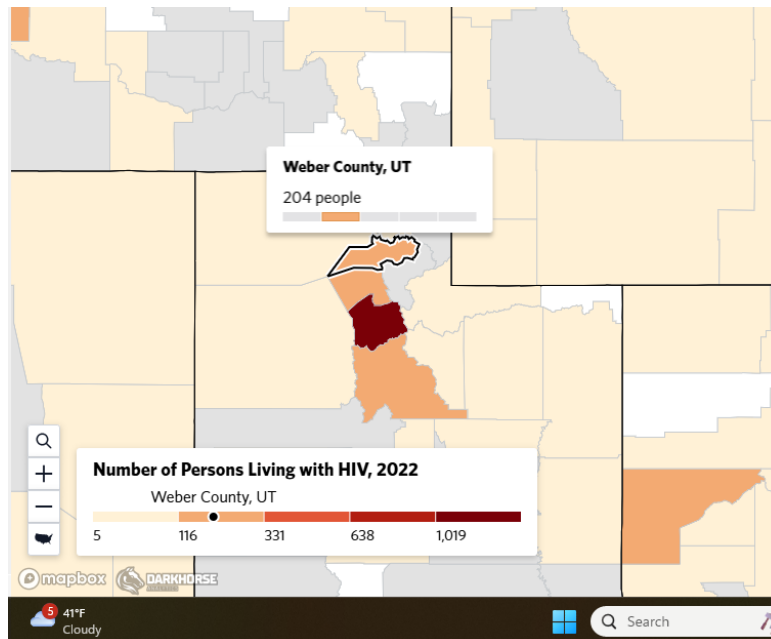 Weber County, UT
204 people
Number of Persons Living with HIV, 2022
Weber County, UT
5 116 331 638 1,019
mapbox DARKHORSE
5
41°F
Cloudy
Search